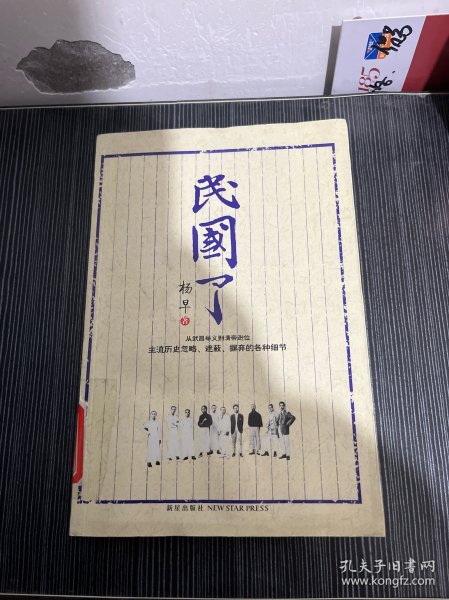 民國了
杨早 著
从武昌举义到清帝逊位
主流历史忽略、遮蔽、摒弃的各种细节
新星出版社 NEW STAR PRESS
孔夫子旧书网
www.kongfz.com